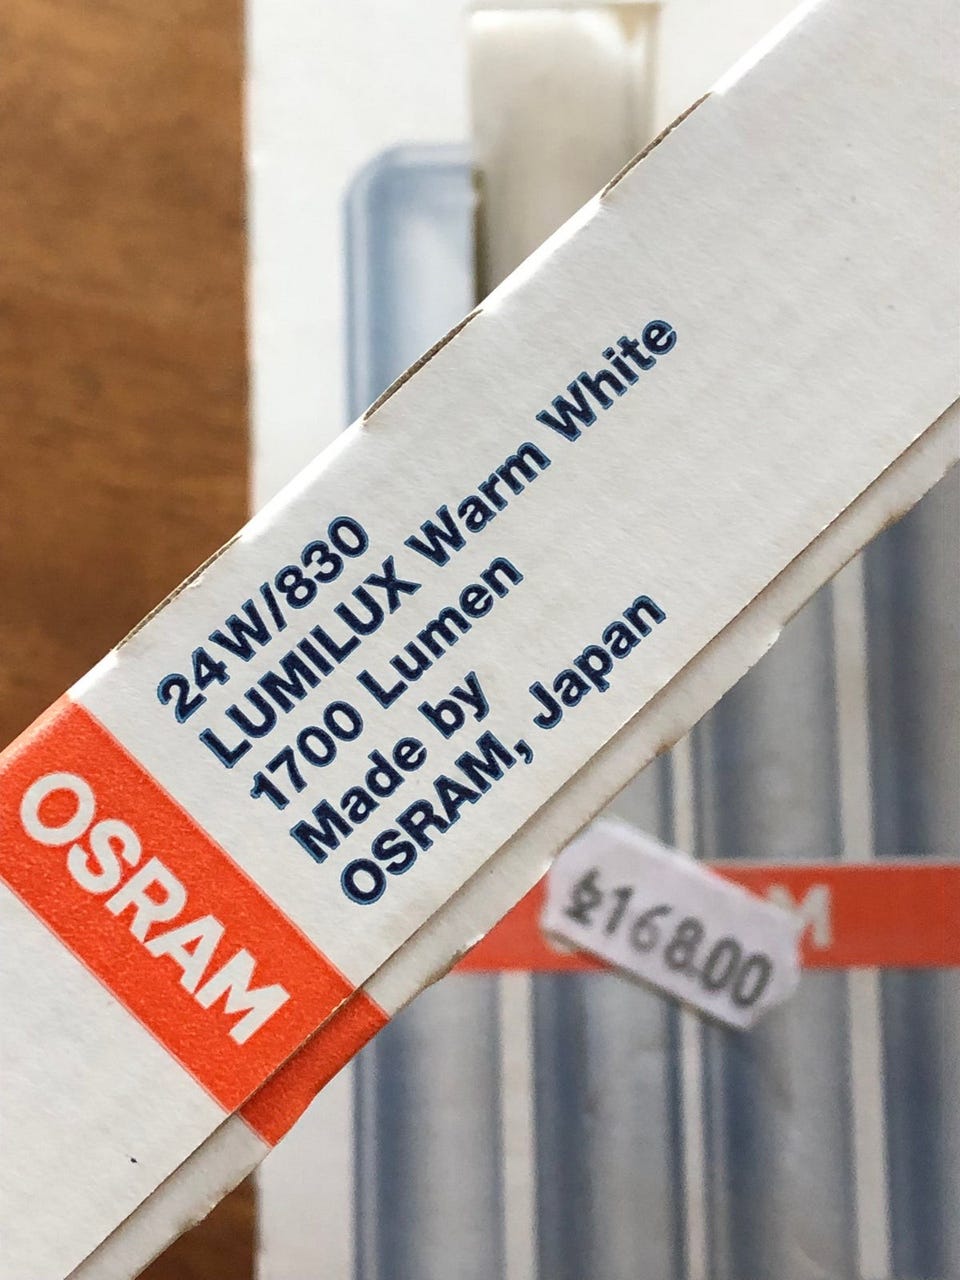 24W/830
LUMILUX Warm White
1700 Lumen
Made by
OSRAM, Japan
OSRAM
M
168.00